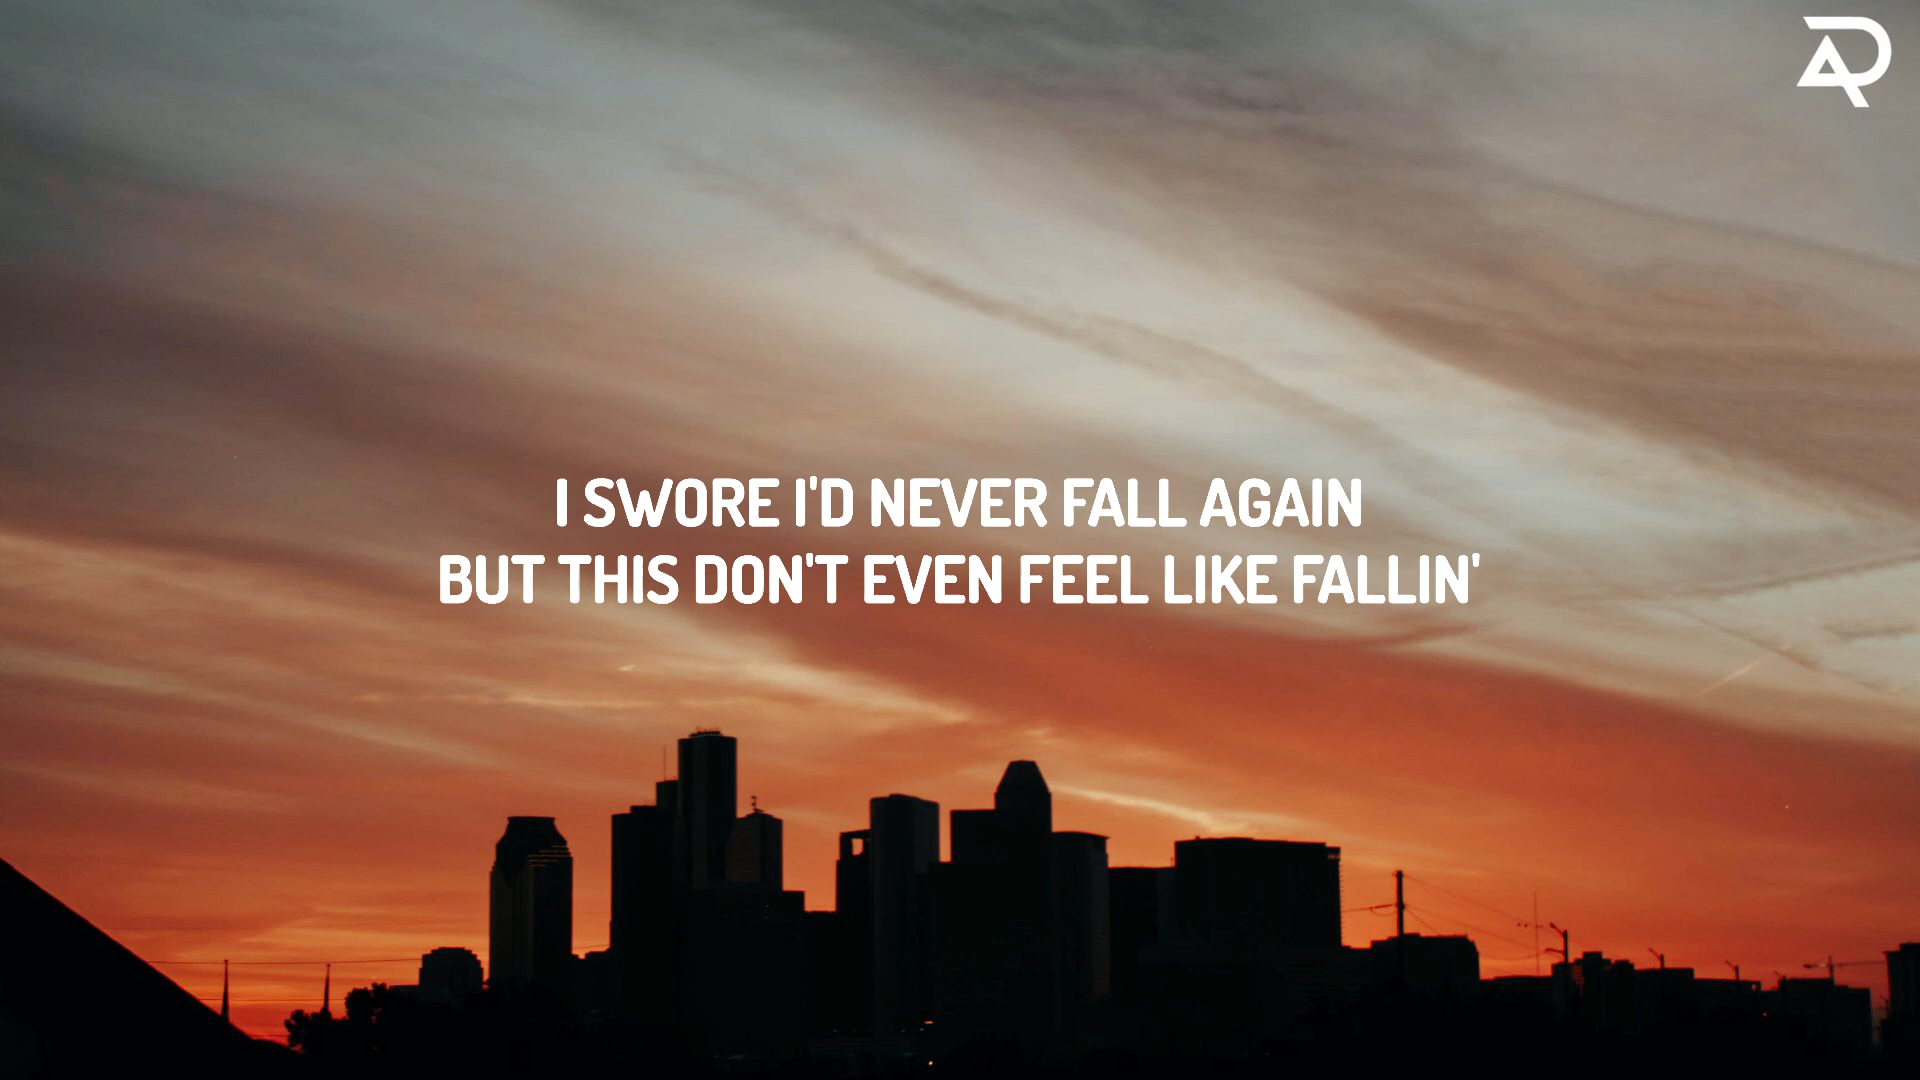 I SWORE I'D NEVER FALL AGAIN
BUT THIS DON'T EVEN FEEL LIKE FALLIN'